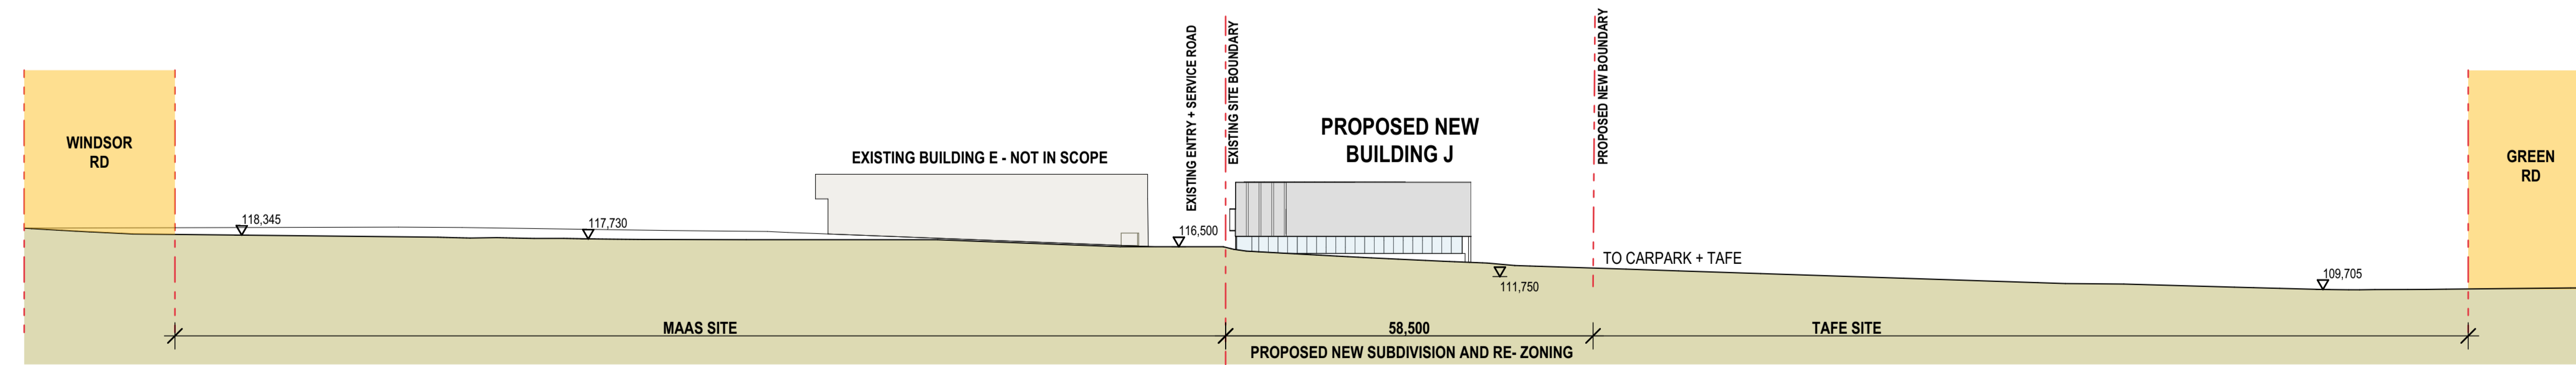 WINDSOR
RD
118,345
117,730
EXISTING BUILDING E - NOT IN SCOPE
EXISTING ENTRY + SERVICE ROAD
116,500
EXISTING SITE BOUNDARY
PROPOSED NEW
BUILDING J
111,750
PROPOSED NEW BOUNDARY
TO CARPARK + TAFE
109,705
GREEN
RD
MAAS SITE
58,500
TAFE SITE
PROPOSED NEW SUBDIVISION AND RE- ZONING